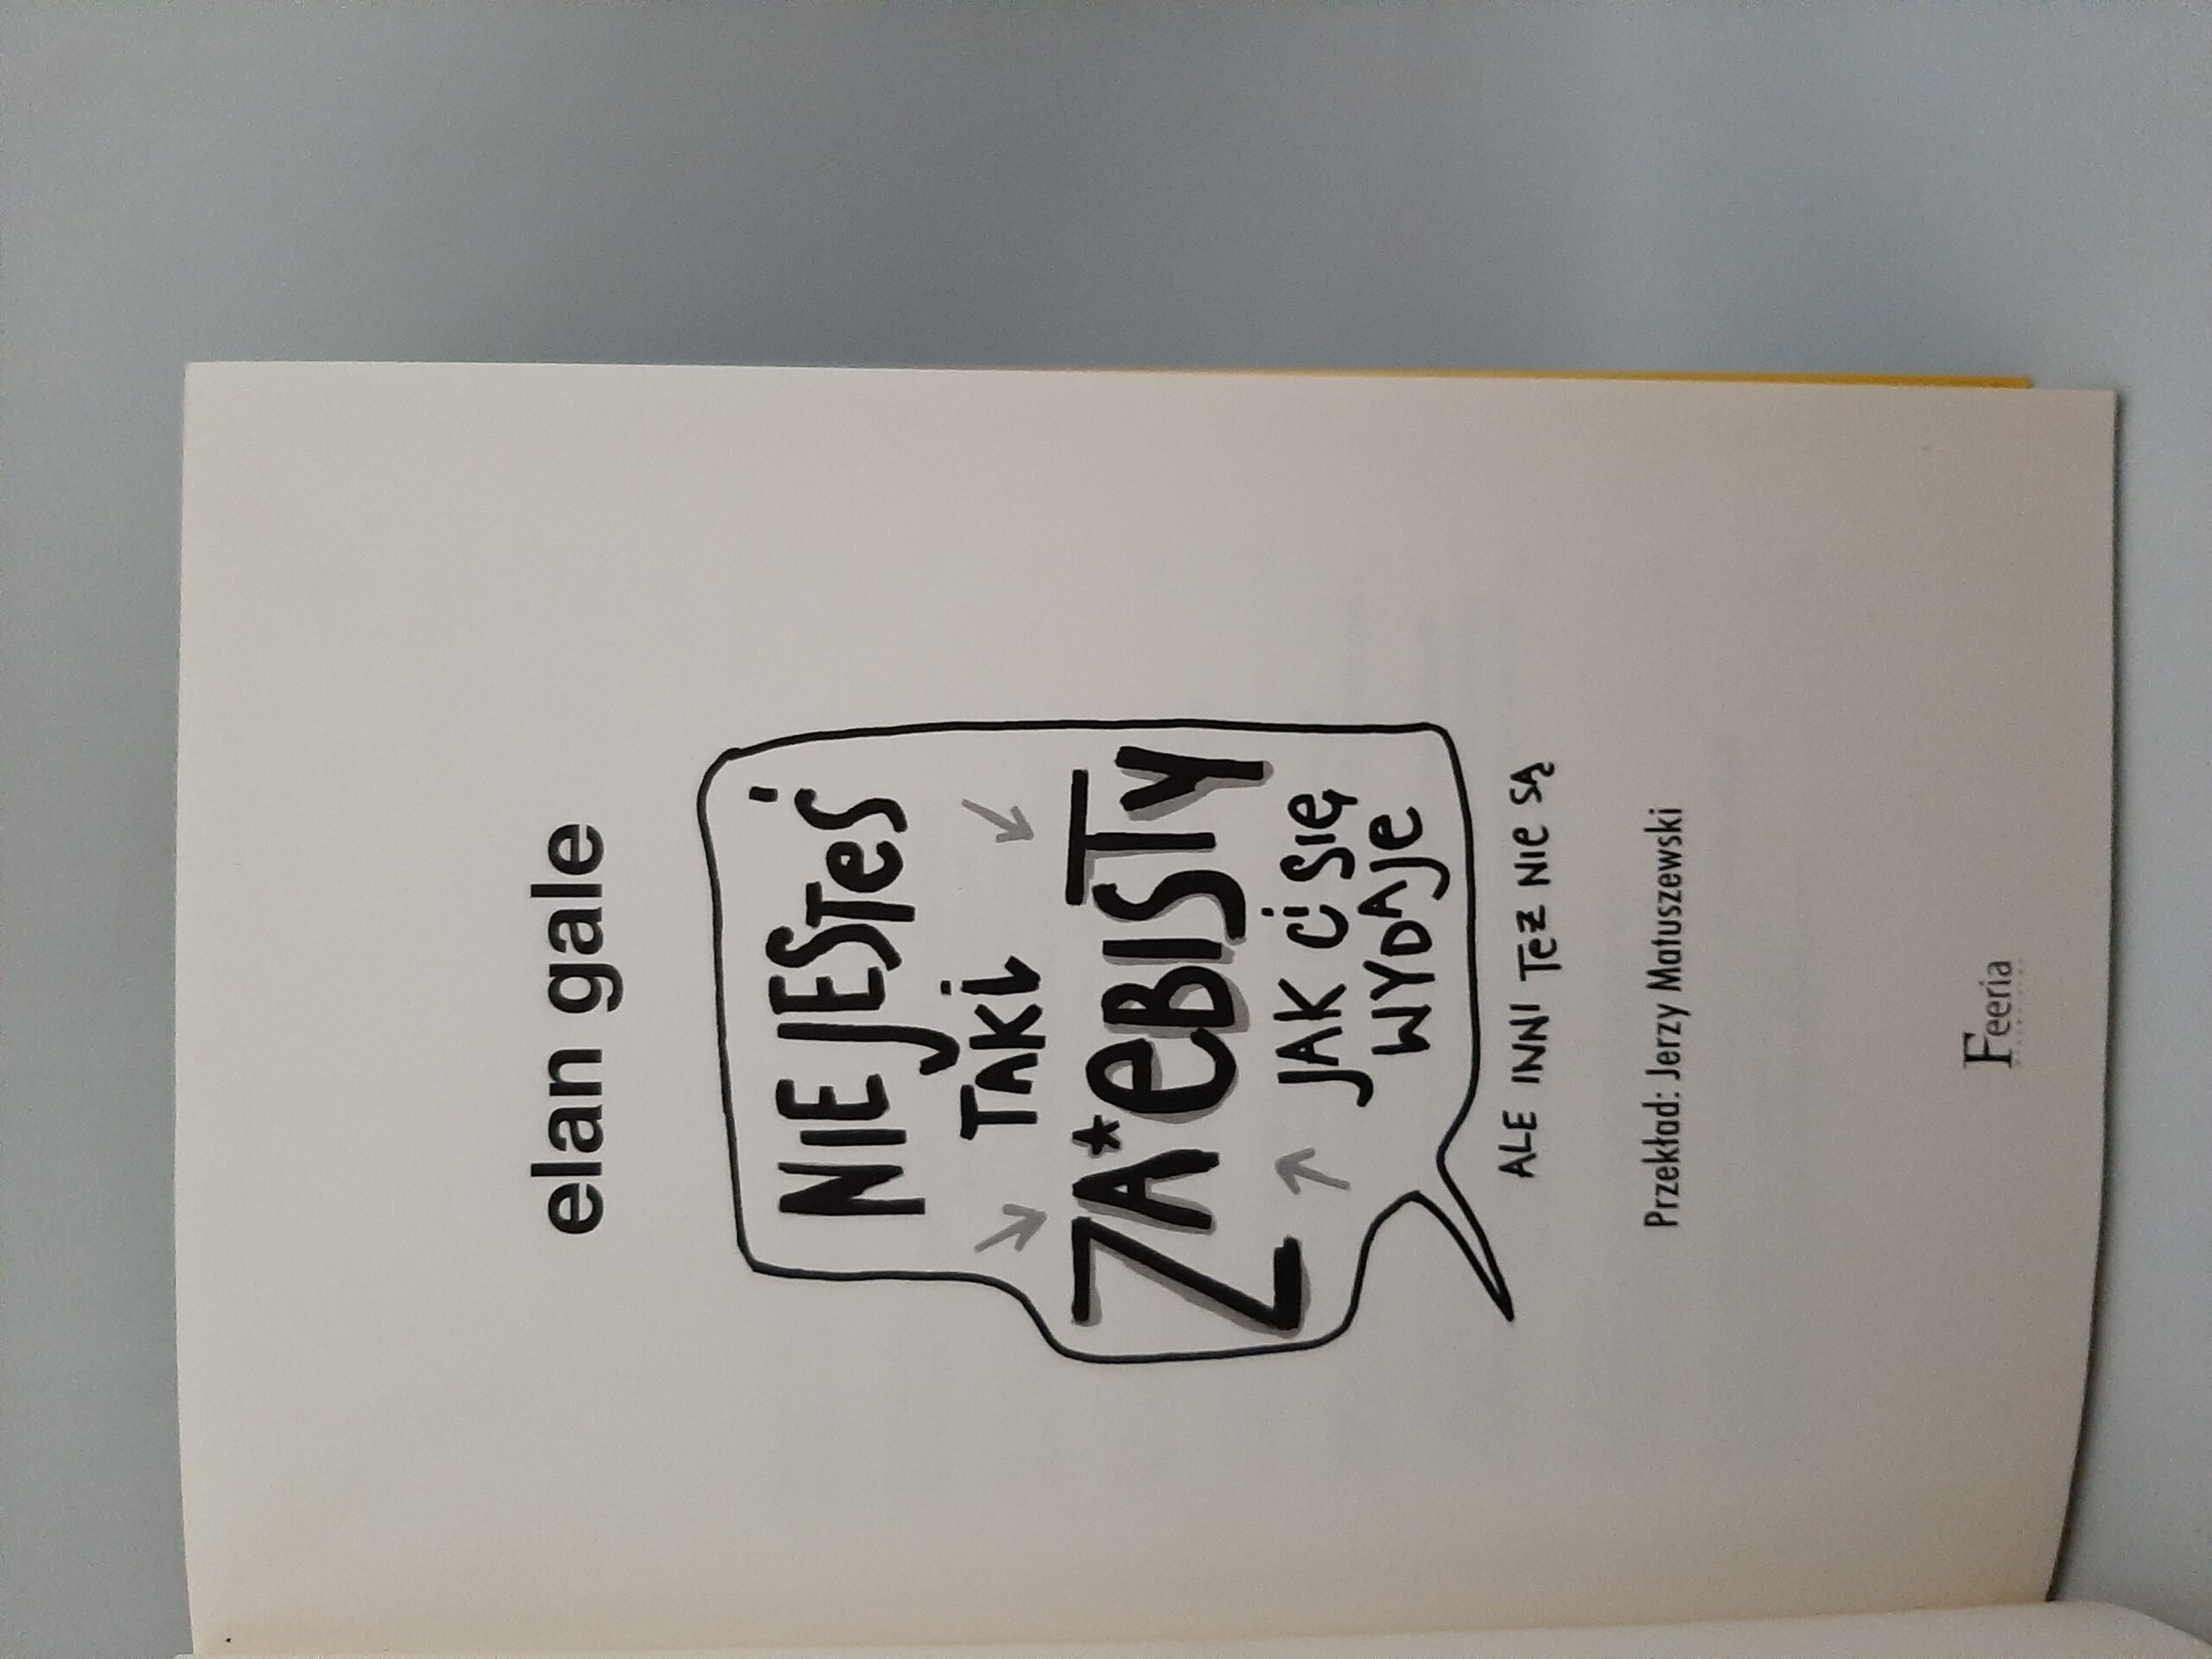 elan gale
NIE JESTEŚ
TAKi
ZA*eBISTY
JAK Ci SIĘ
WYDAJe
ALE INNI TeŻ NIe SĄ
Przekład: Jerzy Matuszewski
Feeria